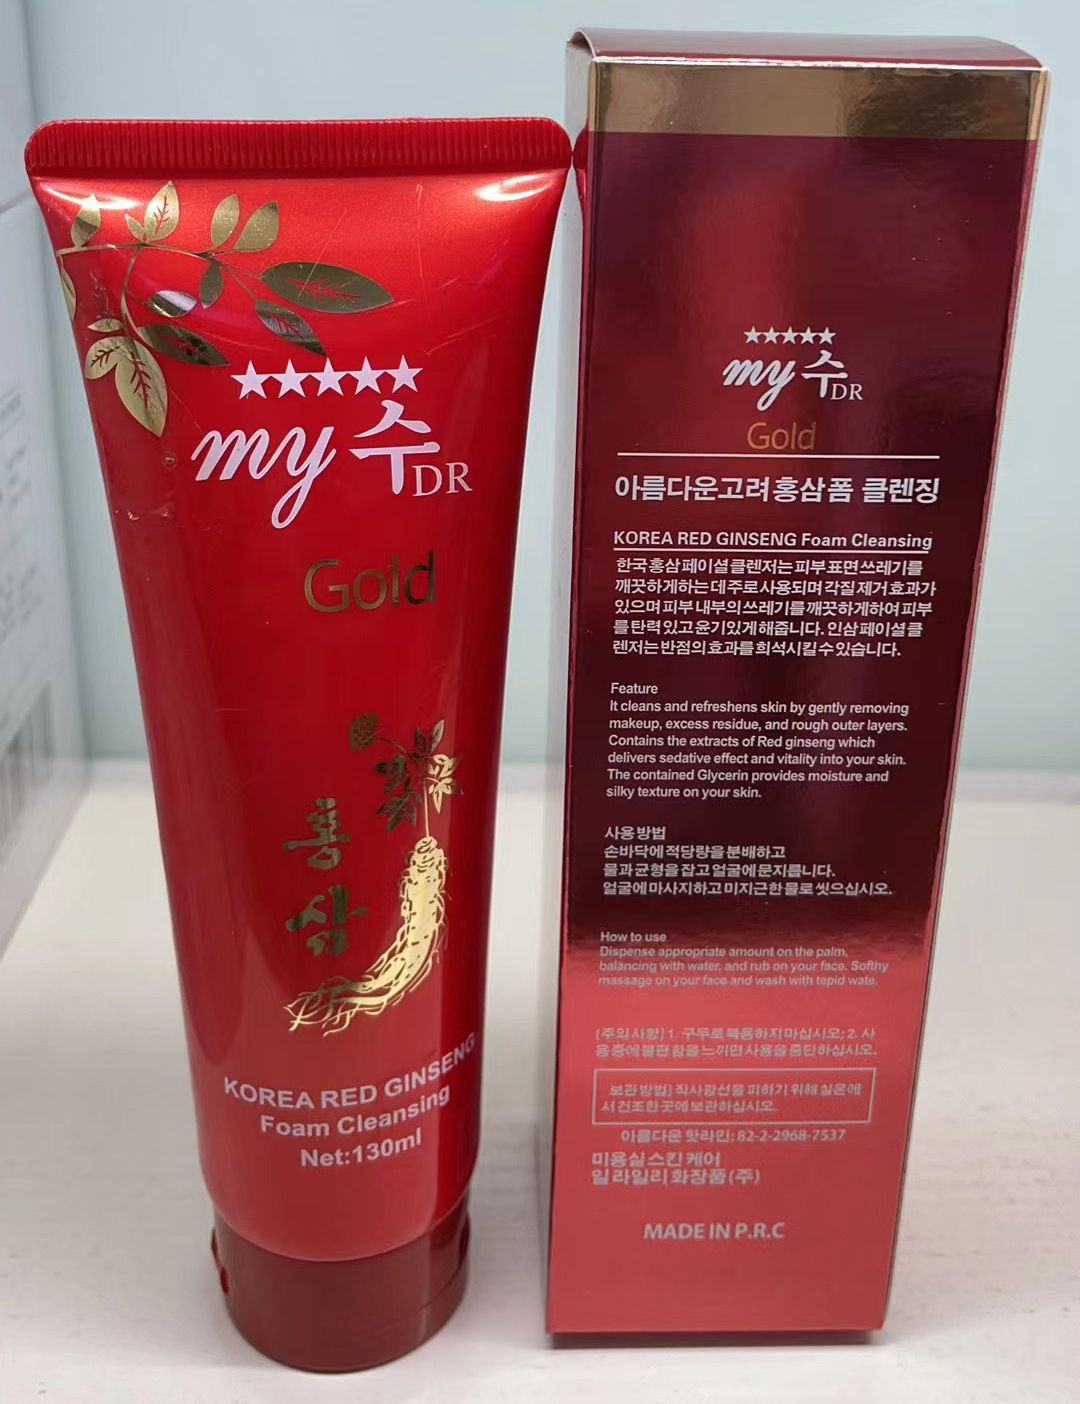 my 수 DR
Gold
홍
삼
KOREA RED GINSENG
Foam Cleansing
Net:130ml
my 수 DR
Gold
아름다운고려홍삼폼 클렌징
KOREA RED GINSENG Foam Cleansing
한국홍삼페이셜클렌저는피부표면쓰레기를
깨끗하게하는데주로사용되며각질제거효과가
있으며피부내부의쓰레기를깨끗하게하여피부
를탄력있고윤기있게해줍니다.인삼페이셜클
렌저는반점의효과를희석시킬수있습니다.
Feature
It cleans and refreshens skin by gently removing
makeup, excess residue, and rough outer layers.
Contains the extracts of Red ginseng which
delivers sedative effect and vitality into your skin.
The contained Glycerin provides moisture and
silky texture on your skin.
사용방법
손바닥에적당량을분배하고
물과균형을잡고얼굴에문지릅니다.
얼굴에마사지하고미지근한물로씻으십시오.
How to use
Dispense appropriate amount on the palm,
balancing with water, and rub on your face. Softhy
massage on your face and wash with tepid wate.
[주의사항]1. 구두로복용하지마십시오; 2. 사
용중에불편함을느끼면사용을중단하십시오.
보관방법]직사광선을피하기위해실온에
서건조한곳에보관하십시오.
아름다운핫라인: 82-2-2968-7537
미용실스킨케어
일라일리화장품(주)
MADE IN P.R.C